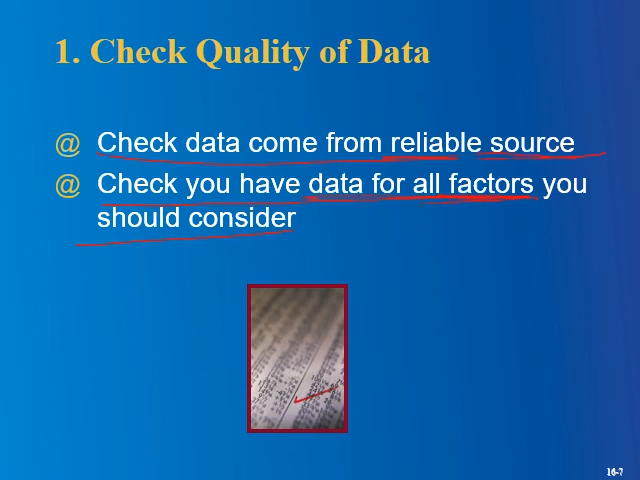 1. Check Quality of Data
@ Check data come from reliable source
@ Check you have data for all factors you
should consider
16-7